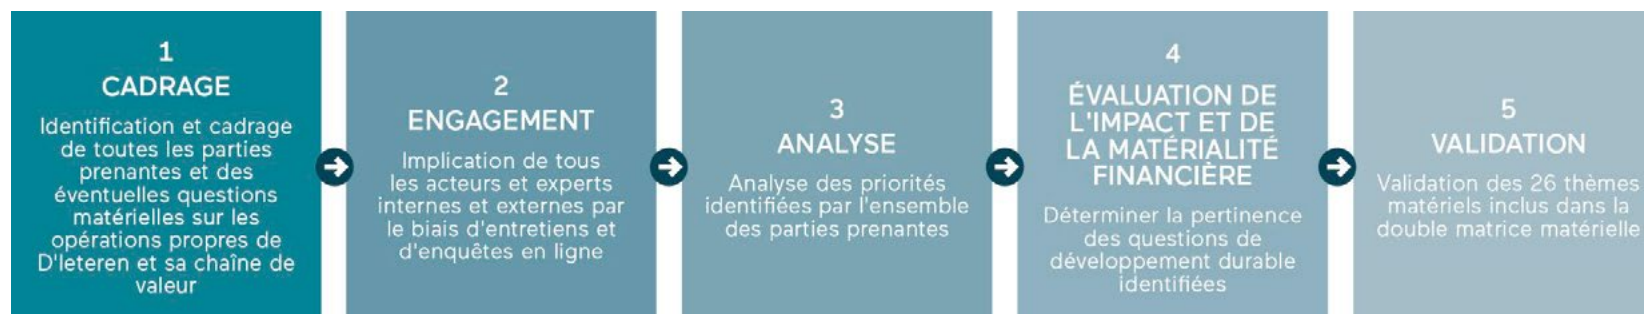 1
CADRAGE
Identification et cadrage
de toutes les parties
prenantes et des
éventuelles questions
matérielles sur les
opérations propres de
D'Ieteren et sa chaîne de
valeur
2
ENGAGEMENT
Implication de tous
les acteurs et experts
internes et externes par
le biais d'entretiens et
d'enquêtes en ligne
3
ANALYSE
Analyse des priorités
identifiées par l'ensemble
des parties prenantes
4
ÉVALUATION DE
L'IMPACT ET DE
LA MATÉRIALITÉ
FINANCIÈRE
Déterminer la pertinence
des questions de
développement durable
identifiées
5
VALIDATION
Validation des 26 thèmes
matériels inclus dans la
double matrice matérielle